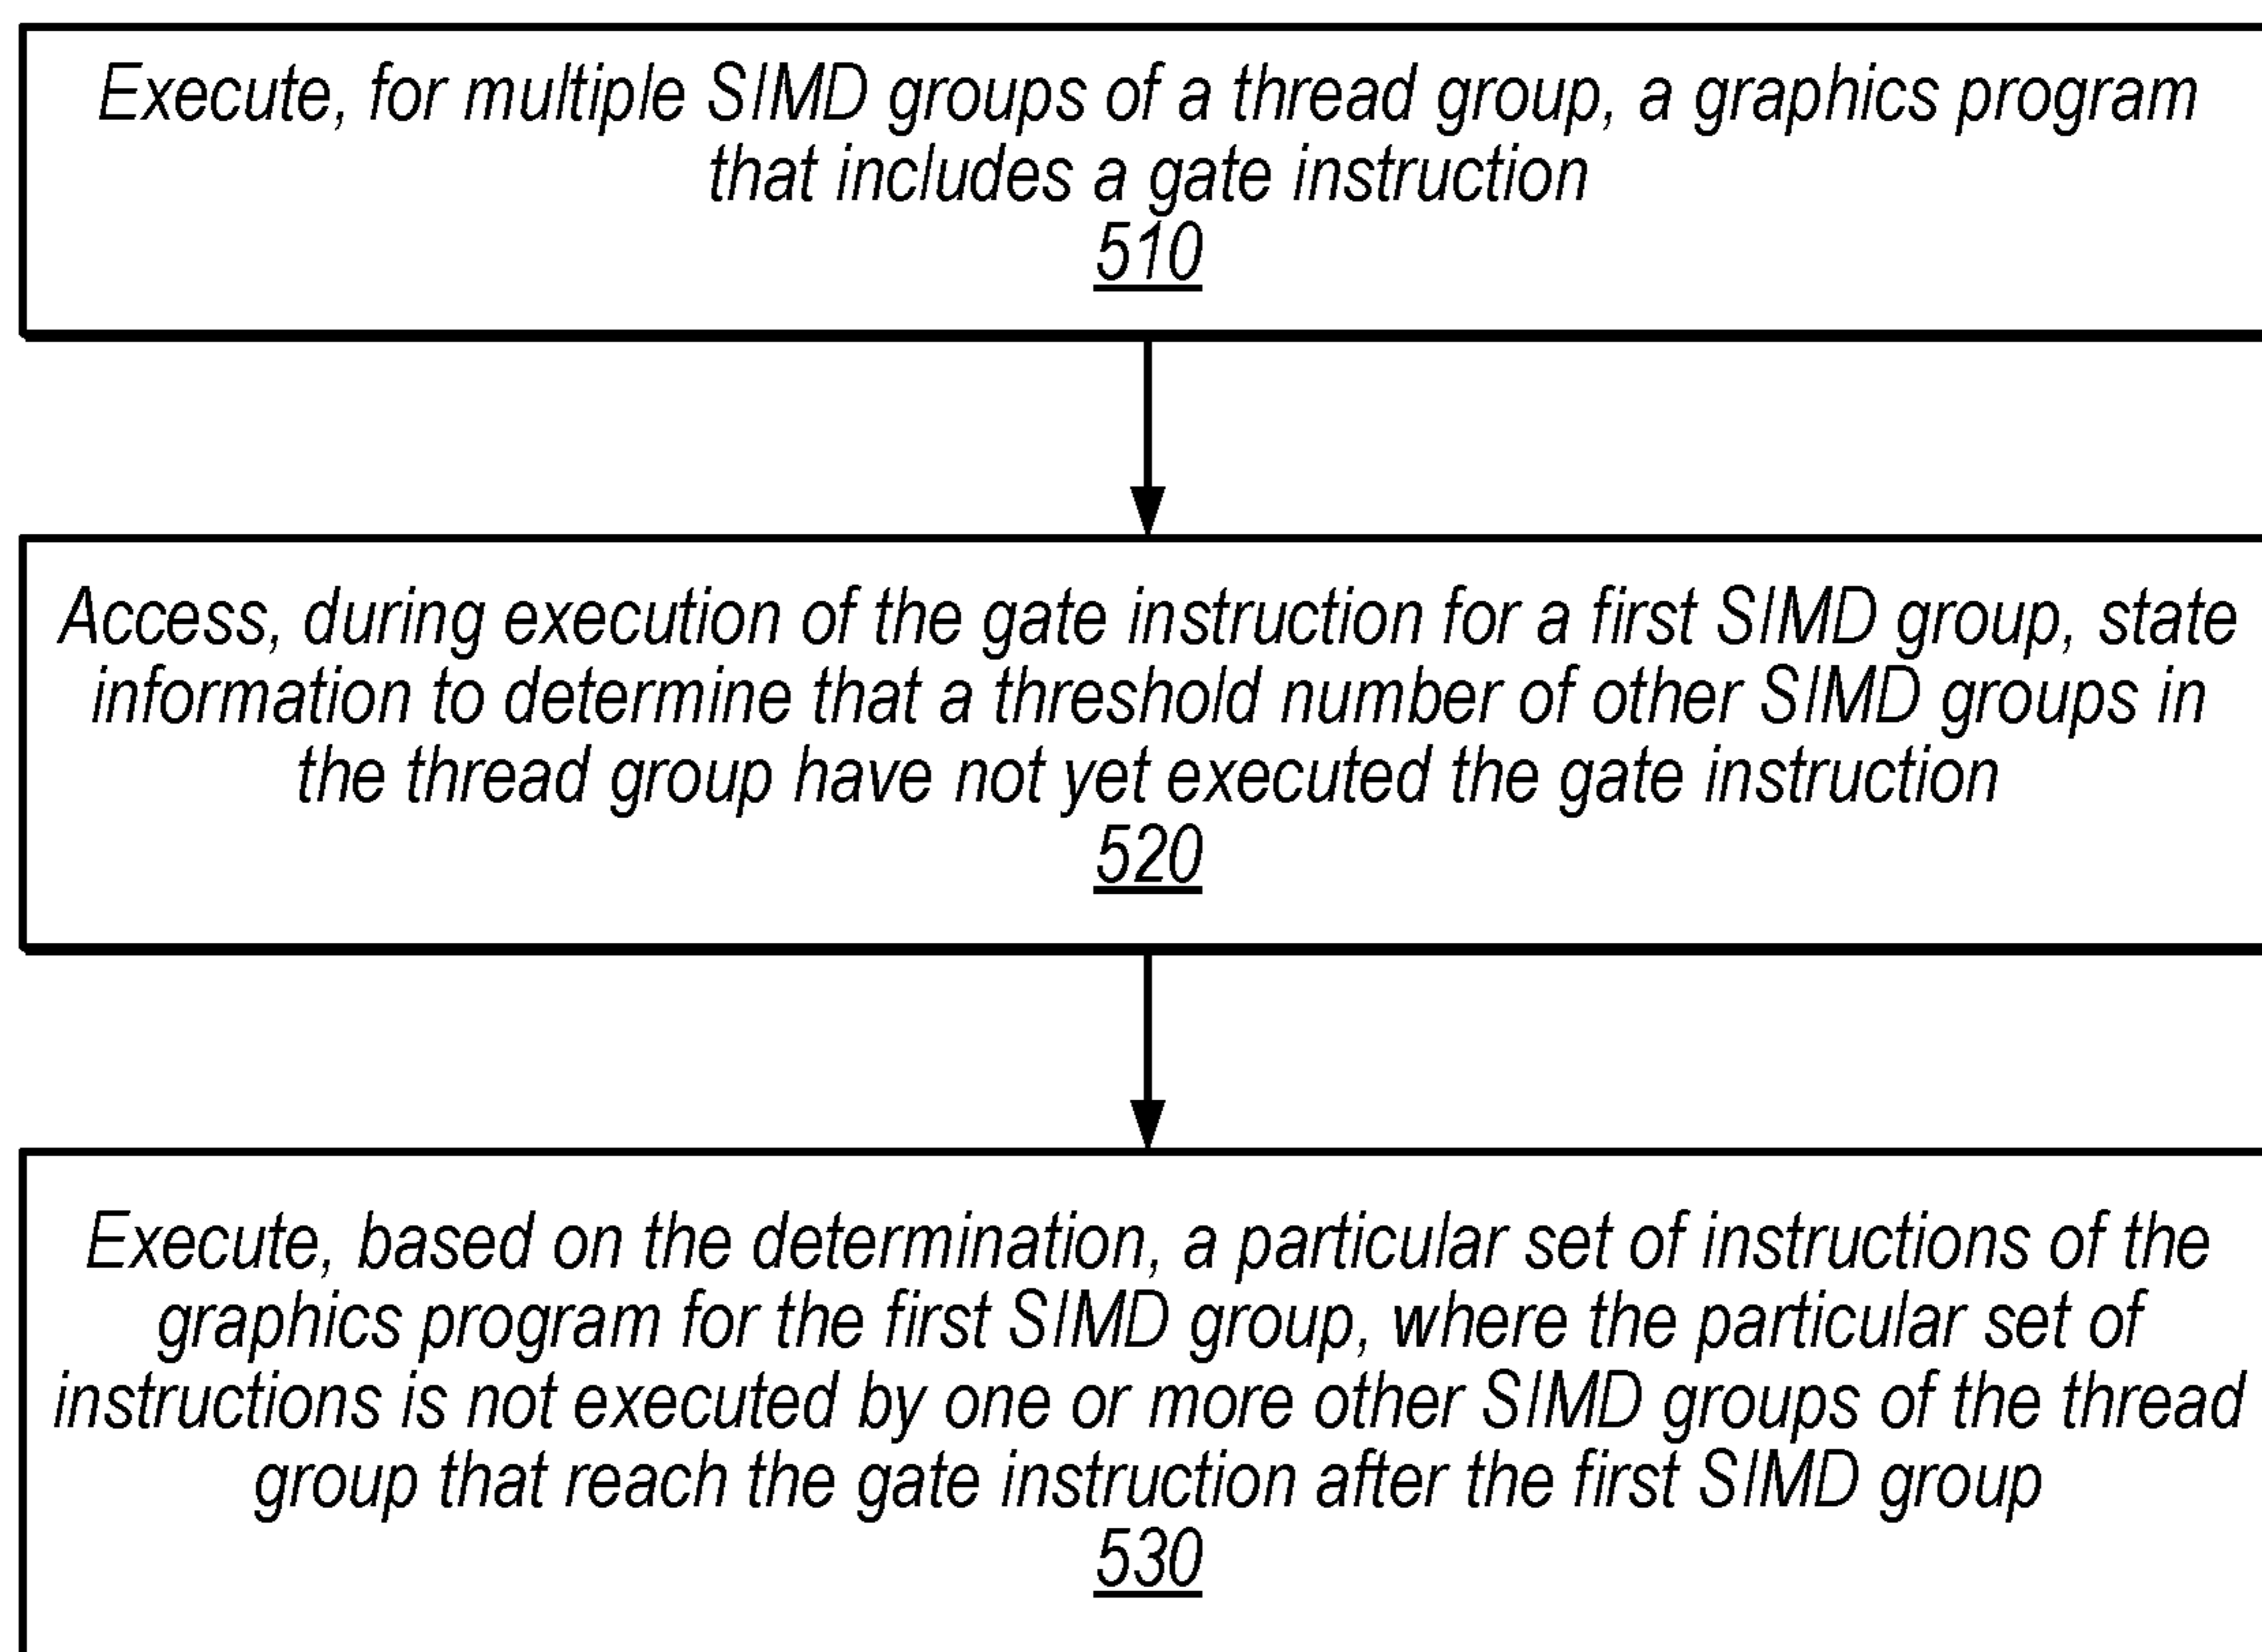 Execute, for multiple SIMD groups of a thread group, a graphics program
that includes a gate instruction
510
Access, during execution of the gate instruction for a first SIMD group, state
information to determine that a threshold number of other SIMD groups in
the thread group have not yet executed the gate instruction
520
Execute, based on the determination, a particular set of instructions of the
graphics program for the first SIMD group, where the particular set of
instructions is not executed by one or more other SIMD groups of the thread
group that reach the gate instruction after the first SIMD group
530